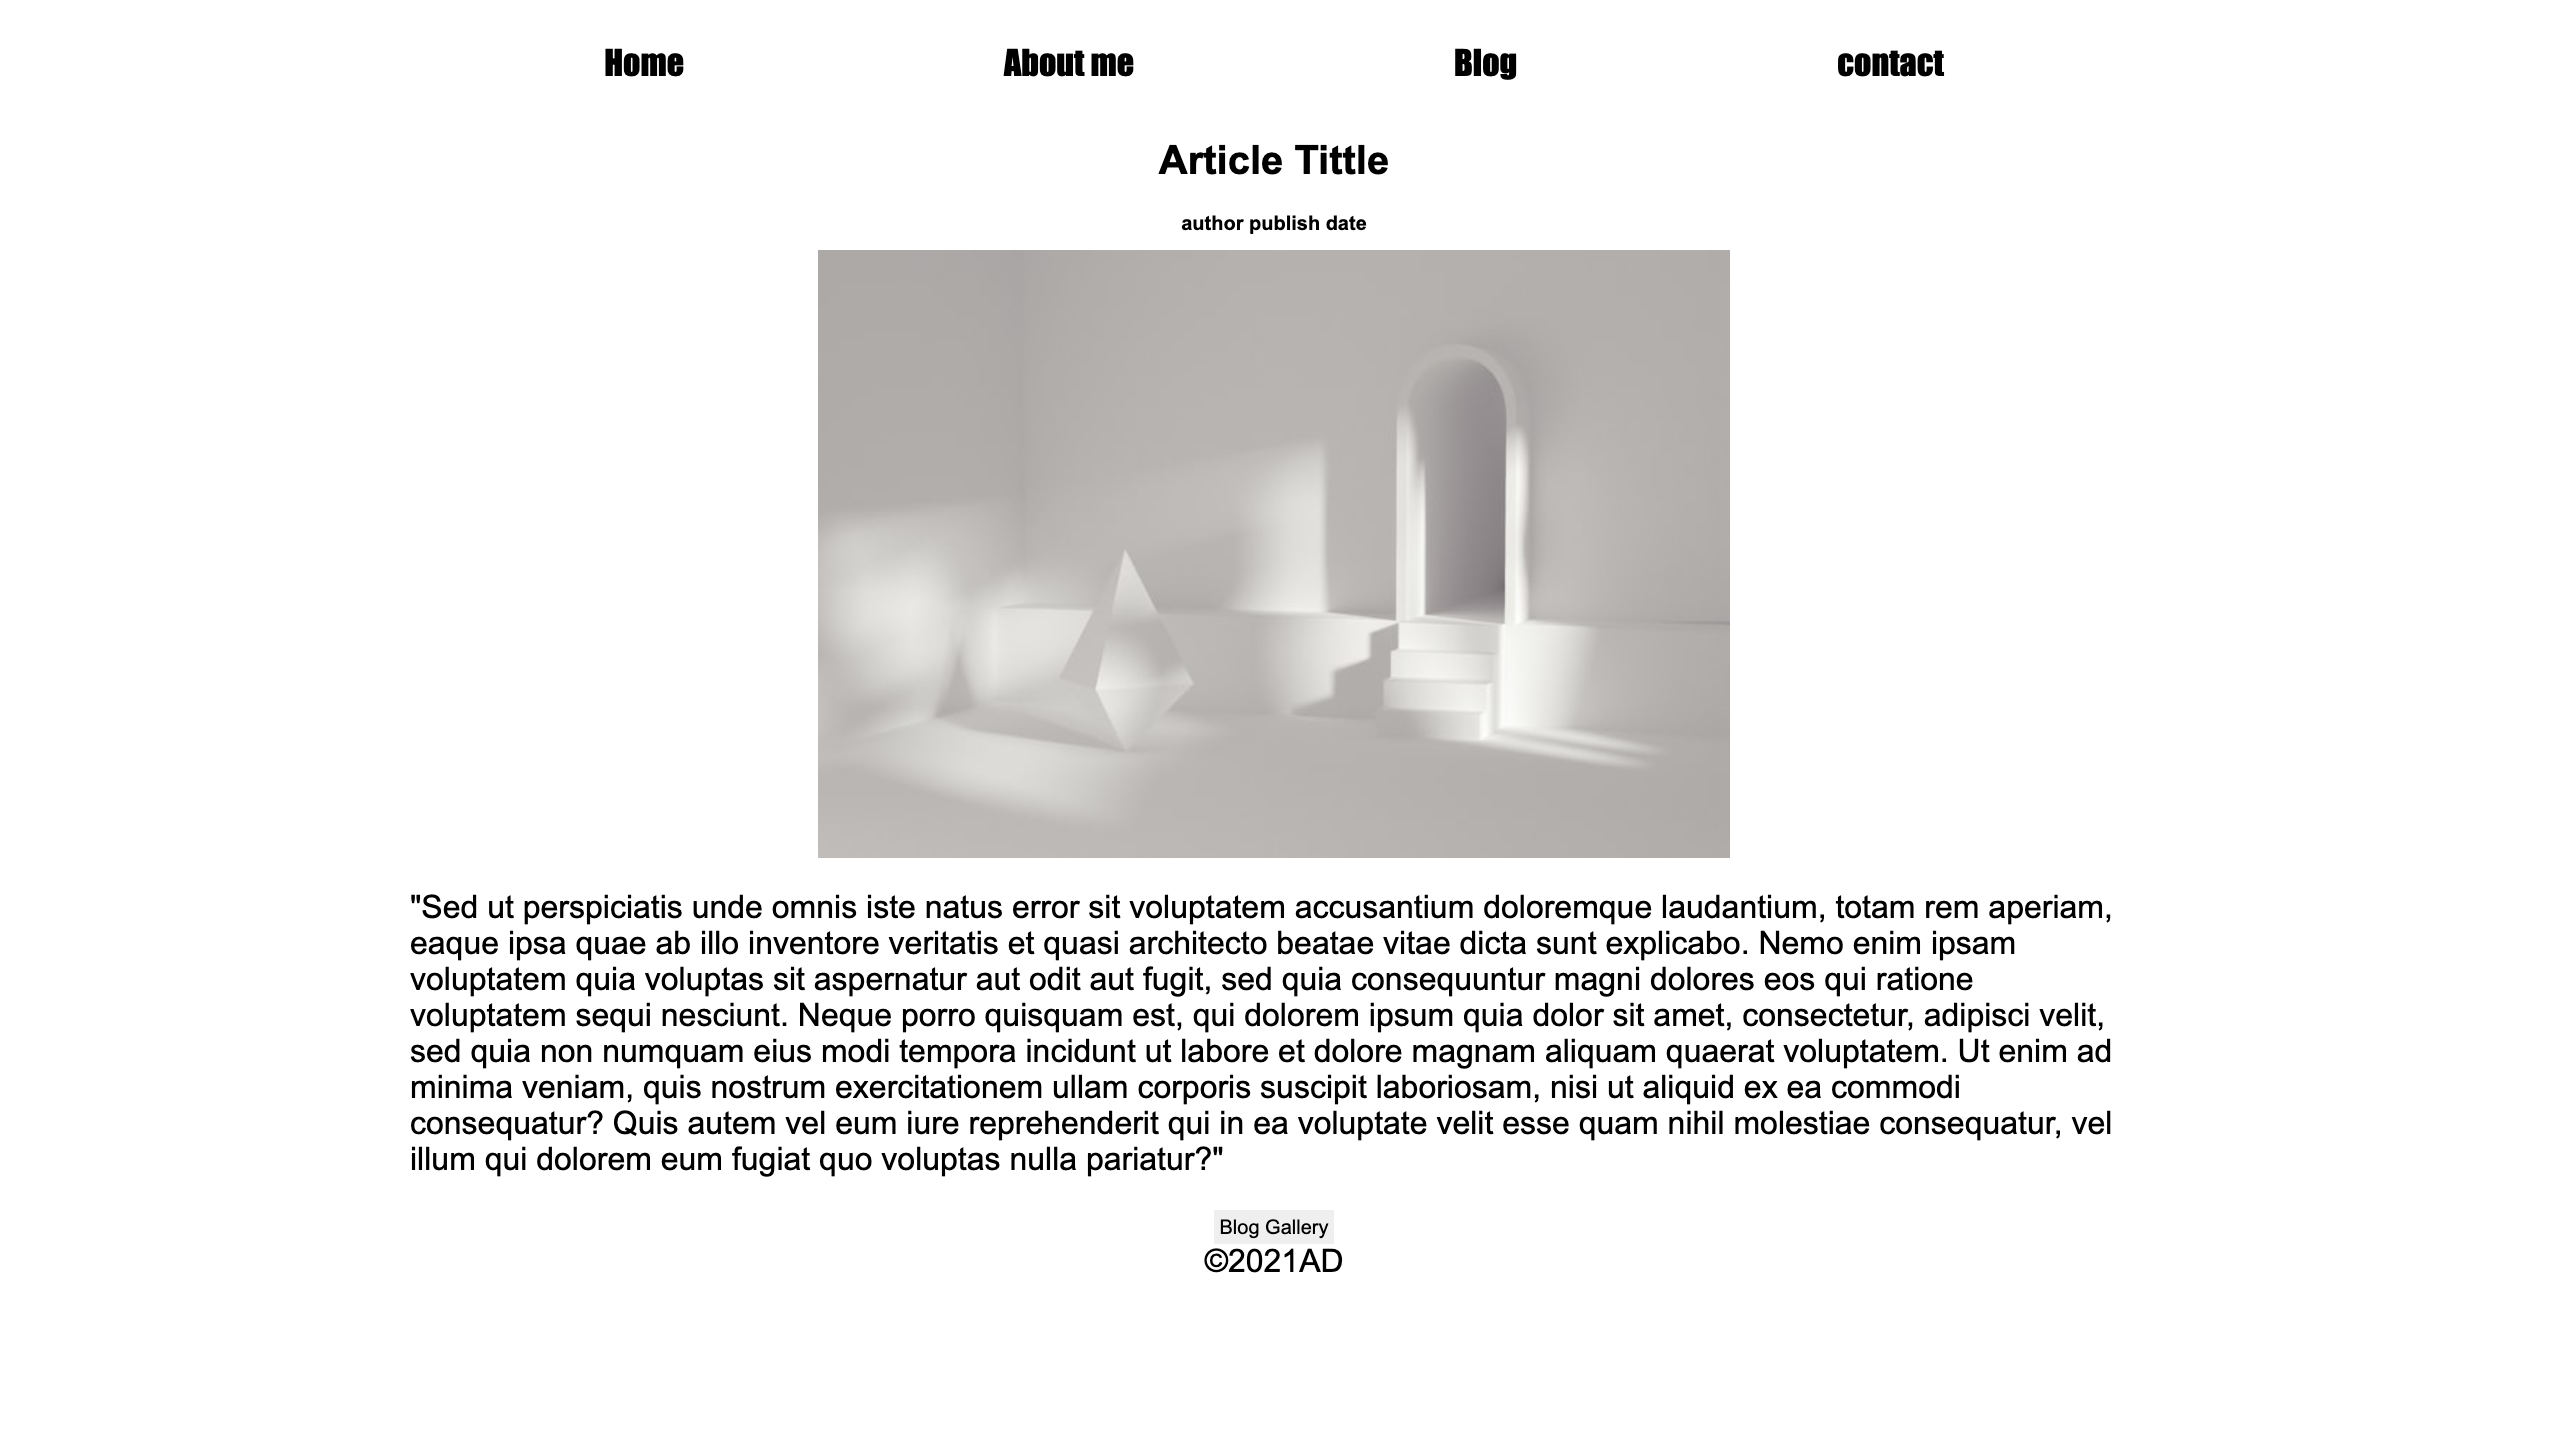 Home About me Blog contact
Article Tittle
author publish date
"Sed ut perspiciatis unde omnis iste natus error sit voluptatem accusantium doloremque laudantium, totam rem aperiam,
eaque ipsa quae ab illo inventore veritatis et quasi architecto beatae vitae dicta sunt explicabo. Nemo enim ipsam
voluptatem quia voluptas sit aspernatur aut odit aut fugit, sed quia consequuntur magni dolores eos qui ratione
voluptatem sequi nesciunt. Neque porro quisquam est, qui dolorem ipsum quia dolor sit amet, consectetur, adipisci velit,
sed quia non numquam eius modi tempora incidunt ut labore et dolore magnam aliquam quaerat voluptatem. Ut enim ad
minima veniam, quis nostrum exercitationem ullam corporis suscipit laboriosam, nisi ut aliquid ex ea commodi
consequatur? Quis autem vel eum iure reprehenderit qui in ea voluptate velit esse quam nihil molestiae consequatur, vel
illum qui dolorem eum fugiat quo voluptas nulla pariatur?"
Blog Gallery
©2021AD